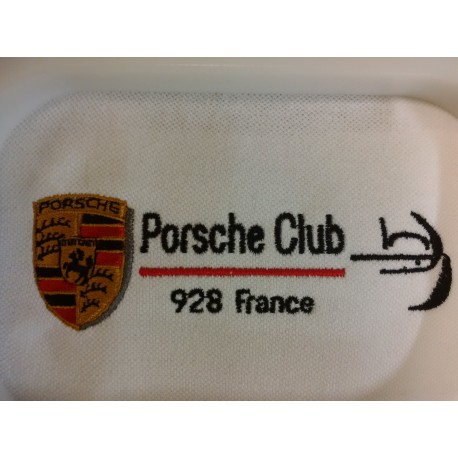 PORSCHE
Porsche Club
928 France